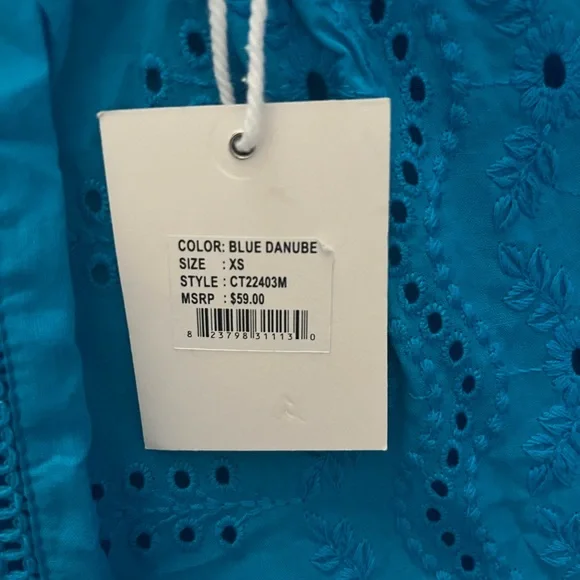 COLOR: BLUE DANUBE
SIZE : XS
STYLE : CT22403M
MSRP : $59.00
8 23798 31113 0